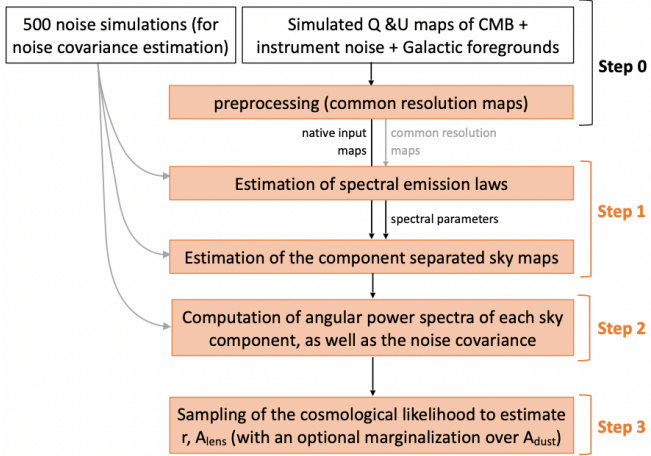 500 noise simulations (for
noise covariance estimation)
Simulated Q &U maps of CMB +
instrument noise + Galactic foregrounds
Step 0
preprocessing (common resolution maps)
native input
maps
common resolution
maps
Estimation of spectral emission laws
Step 1
spectral parameters
Estimation of the component separated sky maps
Computation of angular power spectra of each sky
component, as well as the noise covariance
Step 2
Sampling of the cosmological likelihood to estimate
r, Alens (with an optional marginalization over Adust)
Step 3